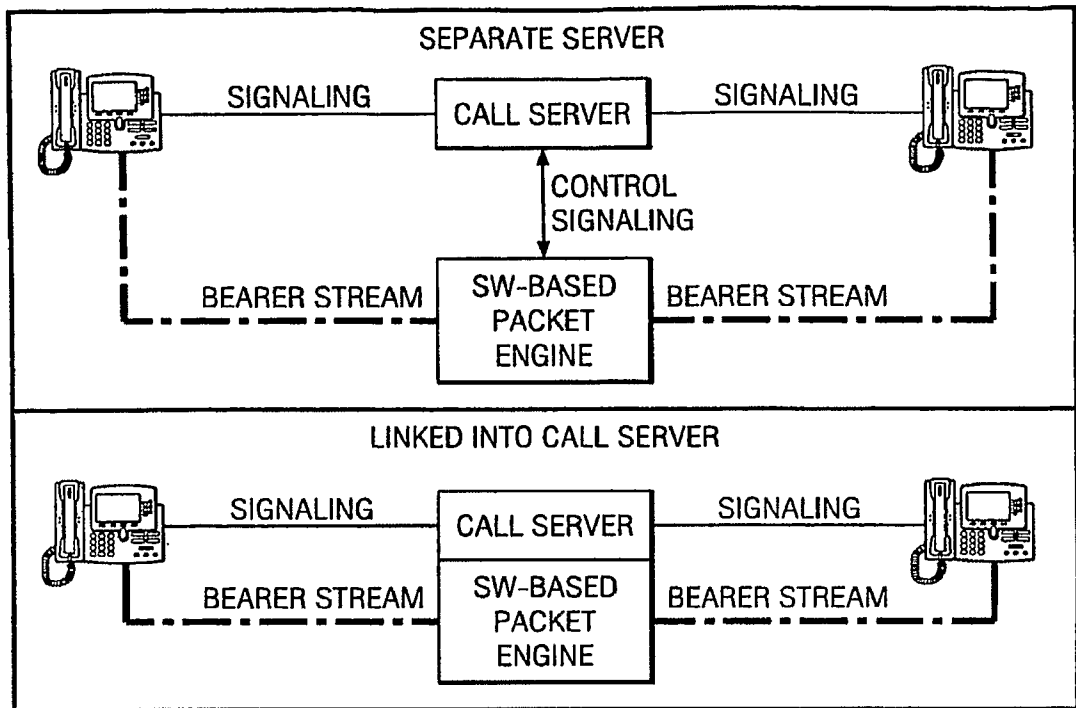 SEPARATE SERVER
SIGNALING
CALL SERVER
SIGNALING
CONTROL
SIGNALING
BEARER STREAM
SW-BASED
PACKET
ENGINE
BEARER STREAM
LINKED INTO CALL SERVER
SIGNALING
CALL SERVER
SIGNALING
BEARER STREAM
SW-BASED
PACKET
ENGINE
BEARER STREAM